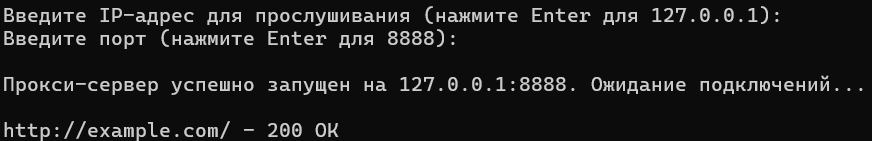 Введите IP-адрес для прослушивания (нажмите Enter для 127.0.0.1):
Введите порт (нажмите Enter для 8888):
Прокси-сервер успешно запущен на 127.0.0.1:8888. Ожидание подключений...
http://example.com/ - 200 OK